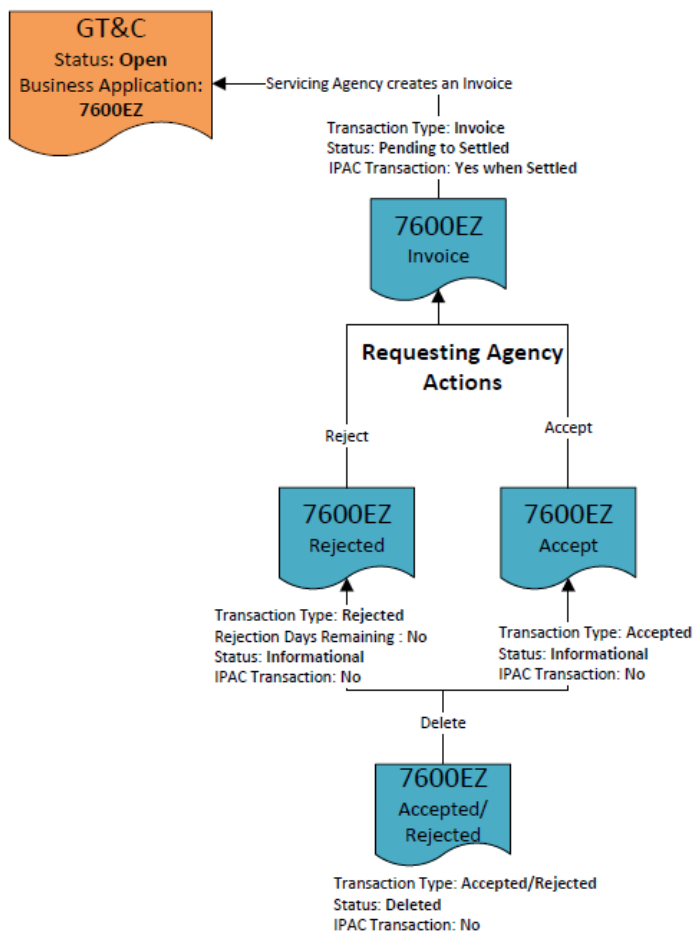 GT&C
Status: Open
Business Application:
7600EZ
Servicing Agency creates an Invoice
Transaction Type: Invoice
Status: Pending to Settled
IPAC Transaction: Yes when Settled
7600EZ
Invoice
Requesting Agency
Actions
Reject
Accept
7600EZ
Rejected
7600EZ
Accept
Transaction Type: Rejected
Rejection Days Remaining : No
Status: Informational
IPAC Transaction: No
Transaction Type: Accepted
Status: Informational
IPAC Transaction: No
Delete
7600EZ
Accepted/
Rejected
Transaction Type: Accepted/Rejected
Status: Deleted
IPAC Transaction: No